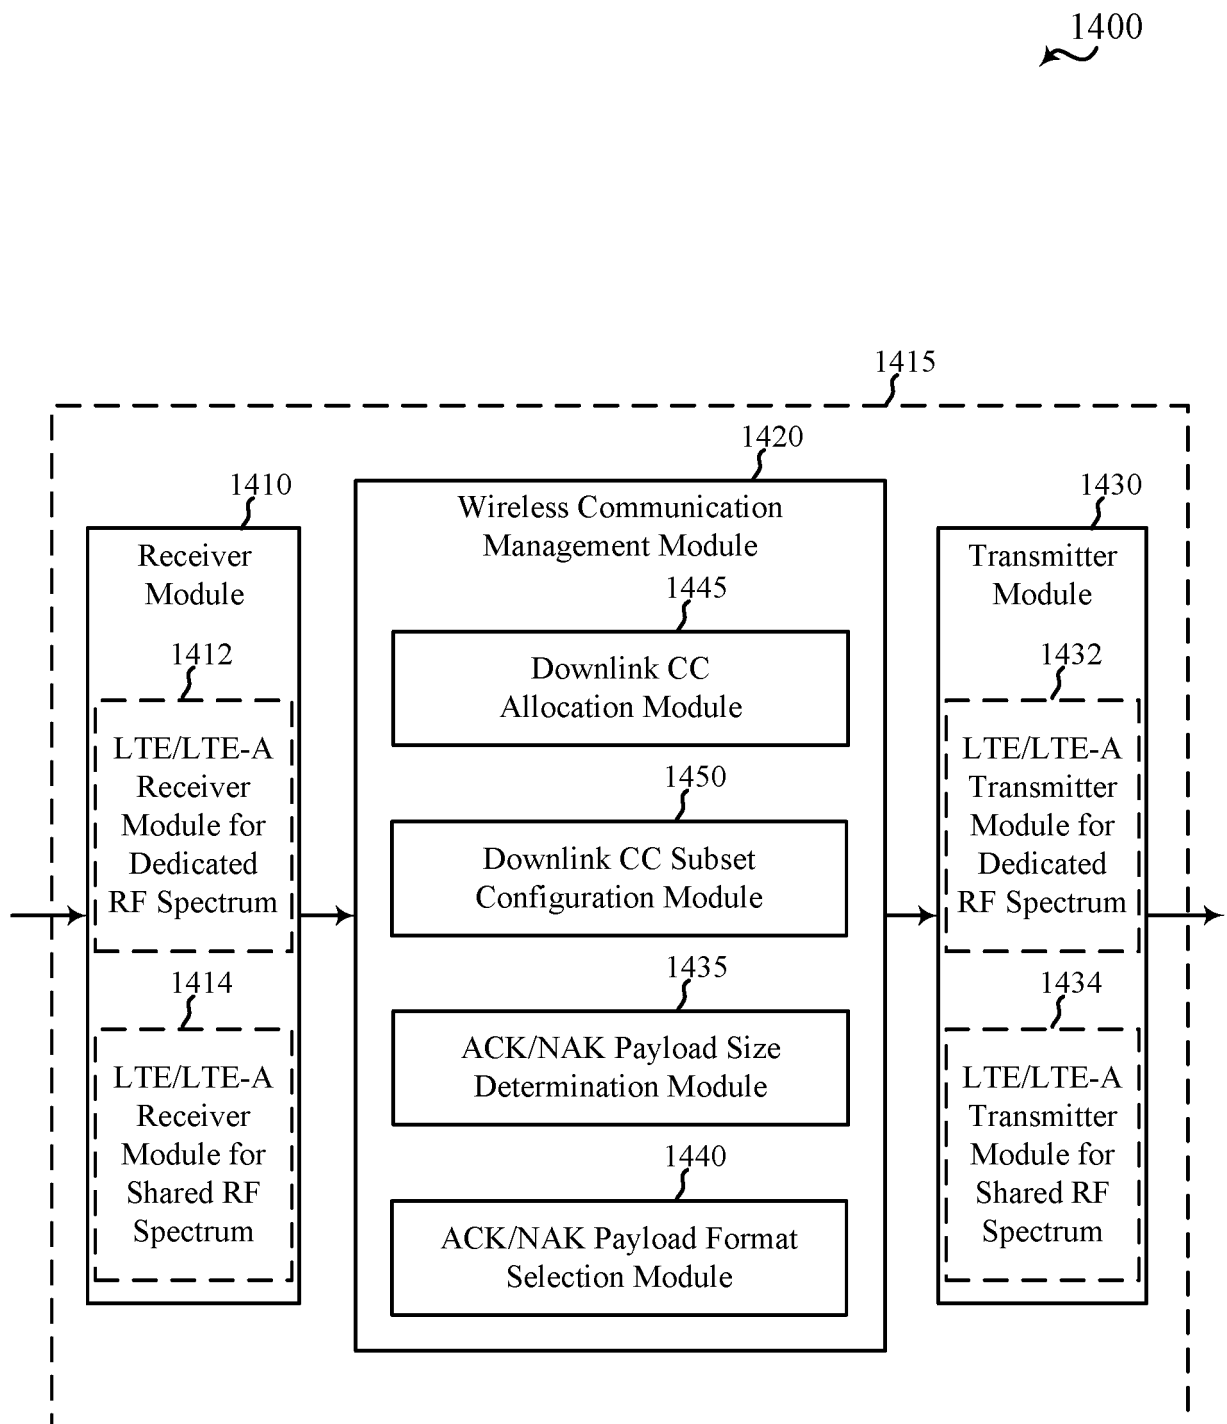 1400
1415
1420
1410
1430
Wireless Communication
Management Module
Receiver
Module
Transmitter
Module
1445
1412
1432
Downlink CC
Allocation Module
LTE/LTE-A
Receiver
Module for
Dedicated
RF Spectrum
LTE/LTE-A
Transmitter
Module for
Dedicated
RF Spectrum
1450
Downlink CC Subset
Configuration Module
1435
1414
1434
ACK/NAK Payload Size
Determination Module
LTE/LTE-A
Receiver
Module for
Shared RF
Spectrum
LTE/LTE-A
Transmitter
Module for
Shared RF
Spectrum
1440
ACK/NAK Payload Format
Selection Module